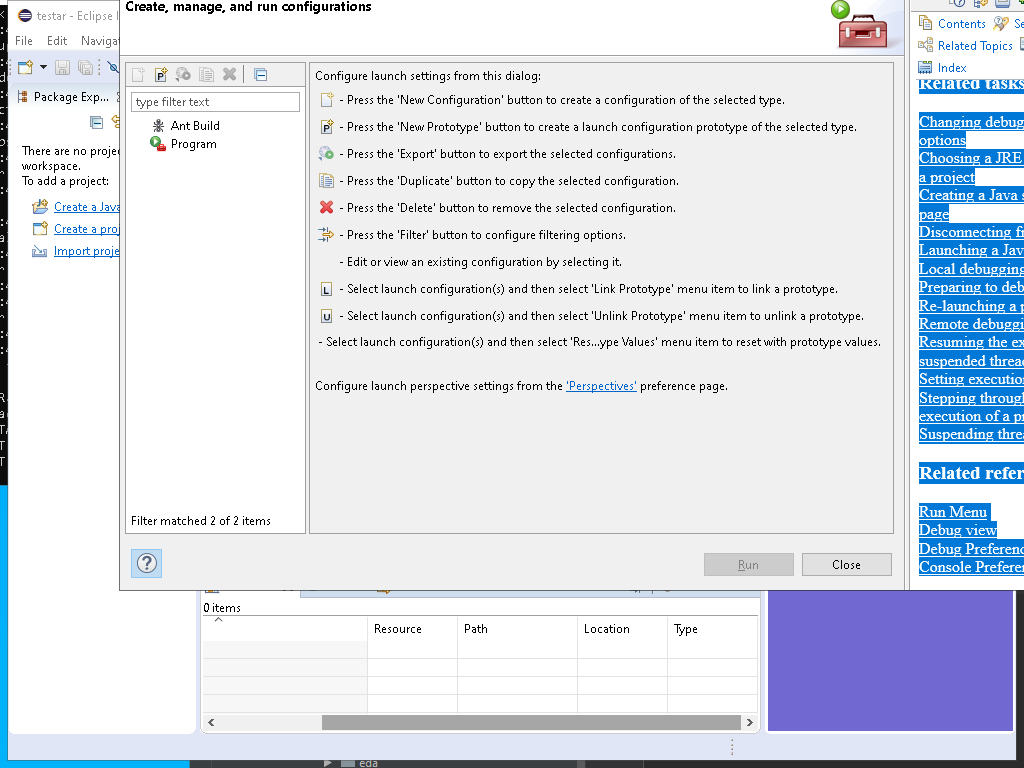 testar - Eclipse I
Create, manage, and run configurations
File Edit Naviga
Package Exp...
There are no proje
workspace.
To add a project:
Create a Java
Create a proj
Import proje
type filter text
Ant Build
Program
Filter matched 2 of 2 items
Configure launch settings from this dialog:
- Press the 'New Configuration' button to create a configuration of the selected type.
- Press the 'New Prototype' button to create a launch configuration prototype of the selected type.
- Press the 'Export' button to export the selected configurations.
- Press the 'Duplicate' button to copy the selected configuration.
- Press the 'Delete' button to remove the selected configuration.
- Press the 'Filter' button to configure filtering options.
- Edit or view an existing configuration by selecting it.
L - Select launch configuration(s) and then select 'Link Prototype' menu item to link a prototype.
U - Select launch configuration(s) and then select 'Unlink Prototype' menu item to unlink a prototype.
- Select launch configuration(s) and then select 'Res...ype Values' menu item to reset with prototype values.
Configure launch perspective settings from the 'Perspectives' preference page.
Run Close
Contents Se
Related Topics
Index
Related tasks
Changing debug
options
Choosing a JRE
a project
Creating a Java s
page
Disconnecting fr
Launching a Jav
Local debugging
Preparing to deb
Re-launching a p
Remote debuggi
Resuming the ex
suspended threa
Setting executio
Stepping through
execution of a pr
Suspending threa
Related refer
Run Menu
Debug view
Debug Preferenc
Console Preferen
0 items
Resource Path Location Type
eda